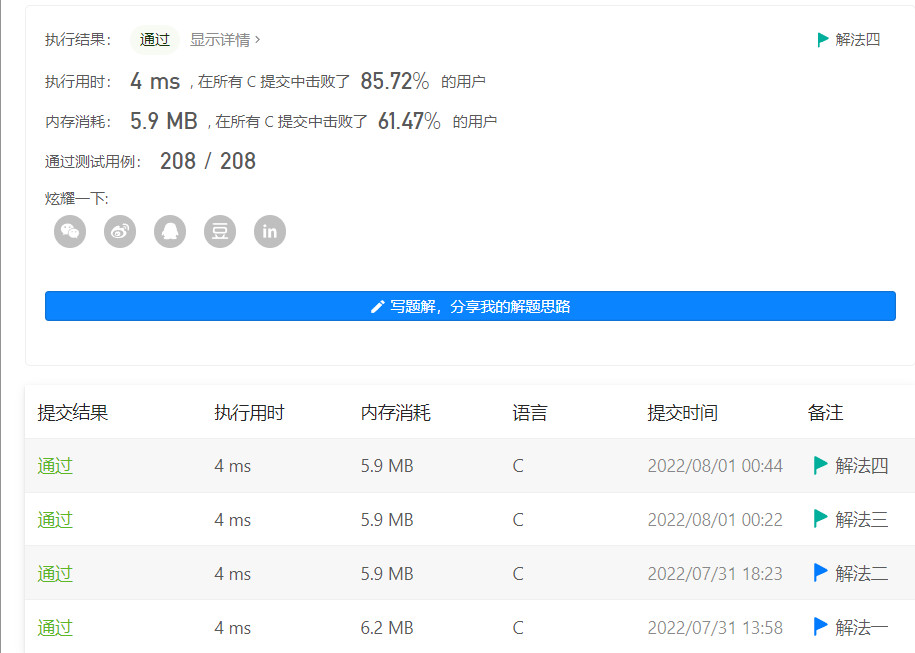 执行结果： 通过 显示详情 › 解法四
执行用时： 4 ms , 在所有 C 提交中击败了 85.72% 的用户
内存消耗： 5.9 MB , 在所有 C 提交中击败了 61.47% 的用户
通过测试用例： 208 / 208
炫耀一下:
豆 in
写题解，分享我的解题思路
提交结果 执行用时 内存消耗 语言 提交时间 备注
通过 4 ms 5.9 MB C 2022/08/01 00:44 解法四
通过 4 ms 5.9 MB C 2022/08/01 00:22 解法三
通过 4 ms 5.9 MB C 2022/07/31 18:23 解法二
通过 4 ms 6.2 MB C 2022/07/31 13:58 解法一